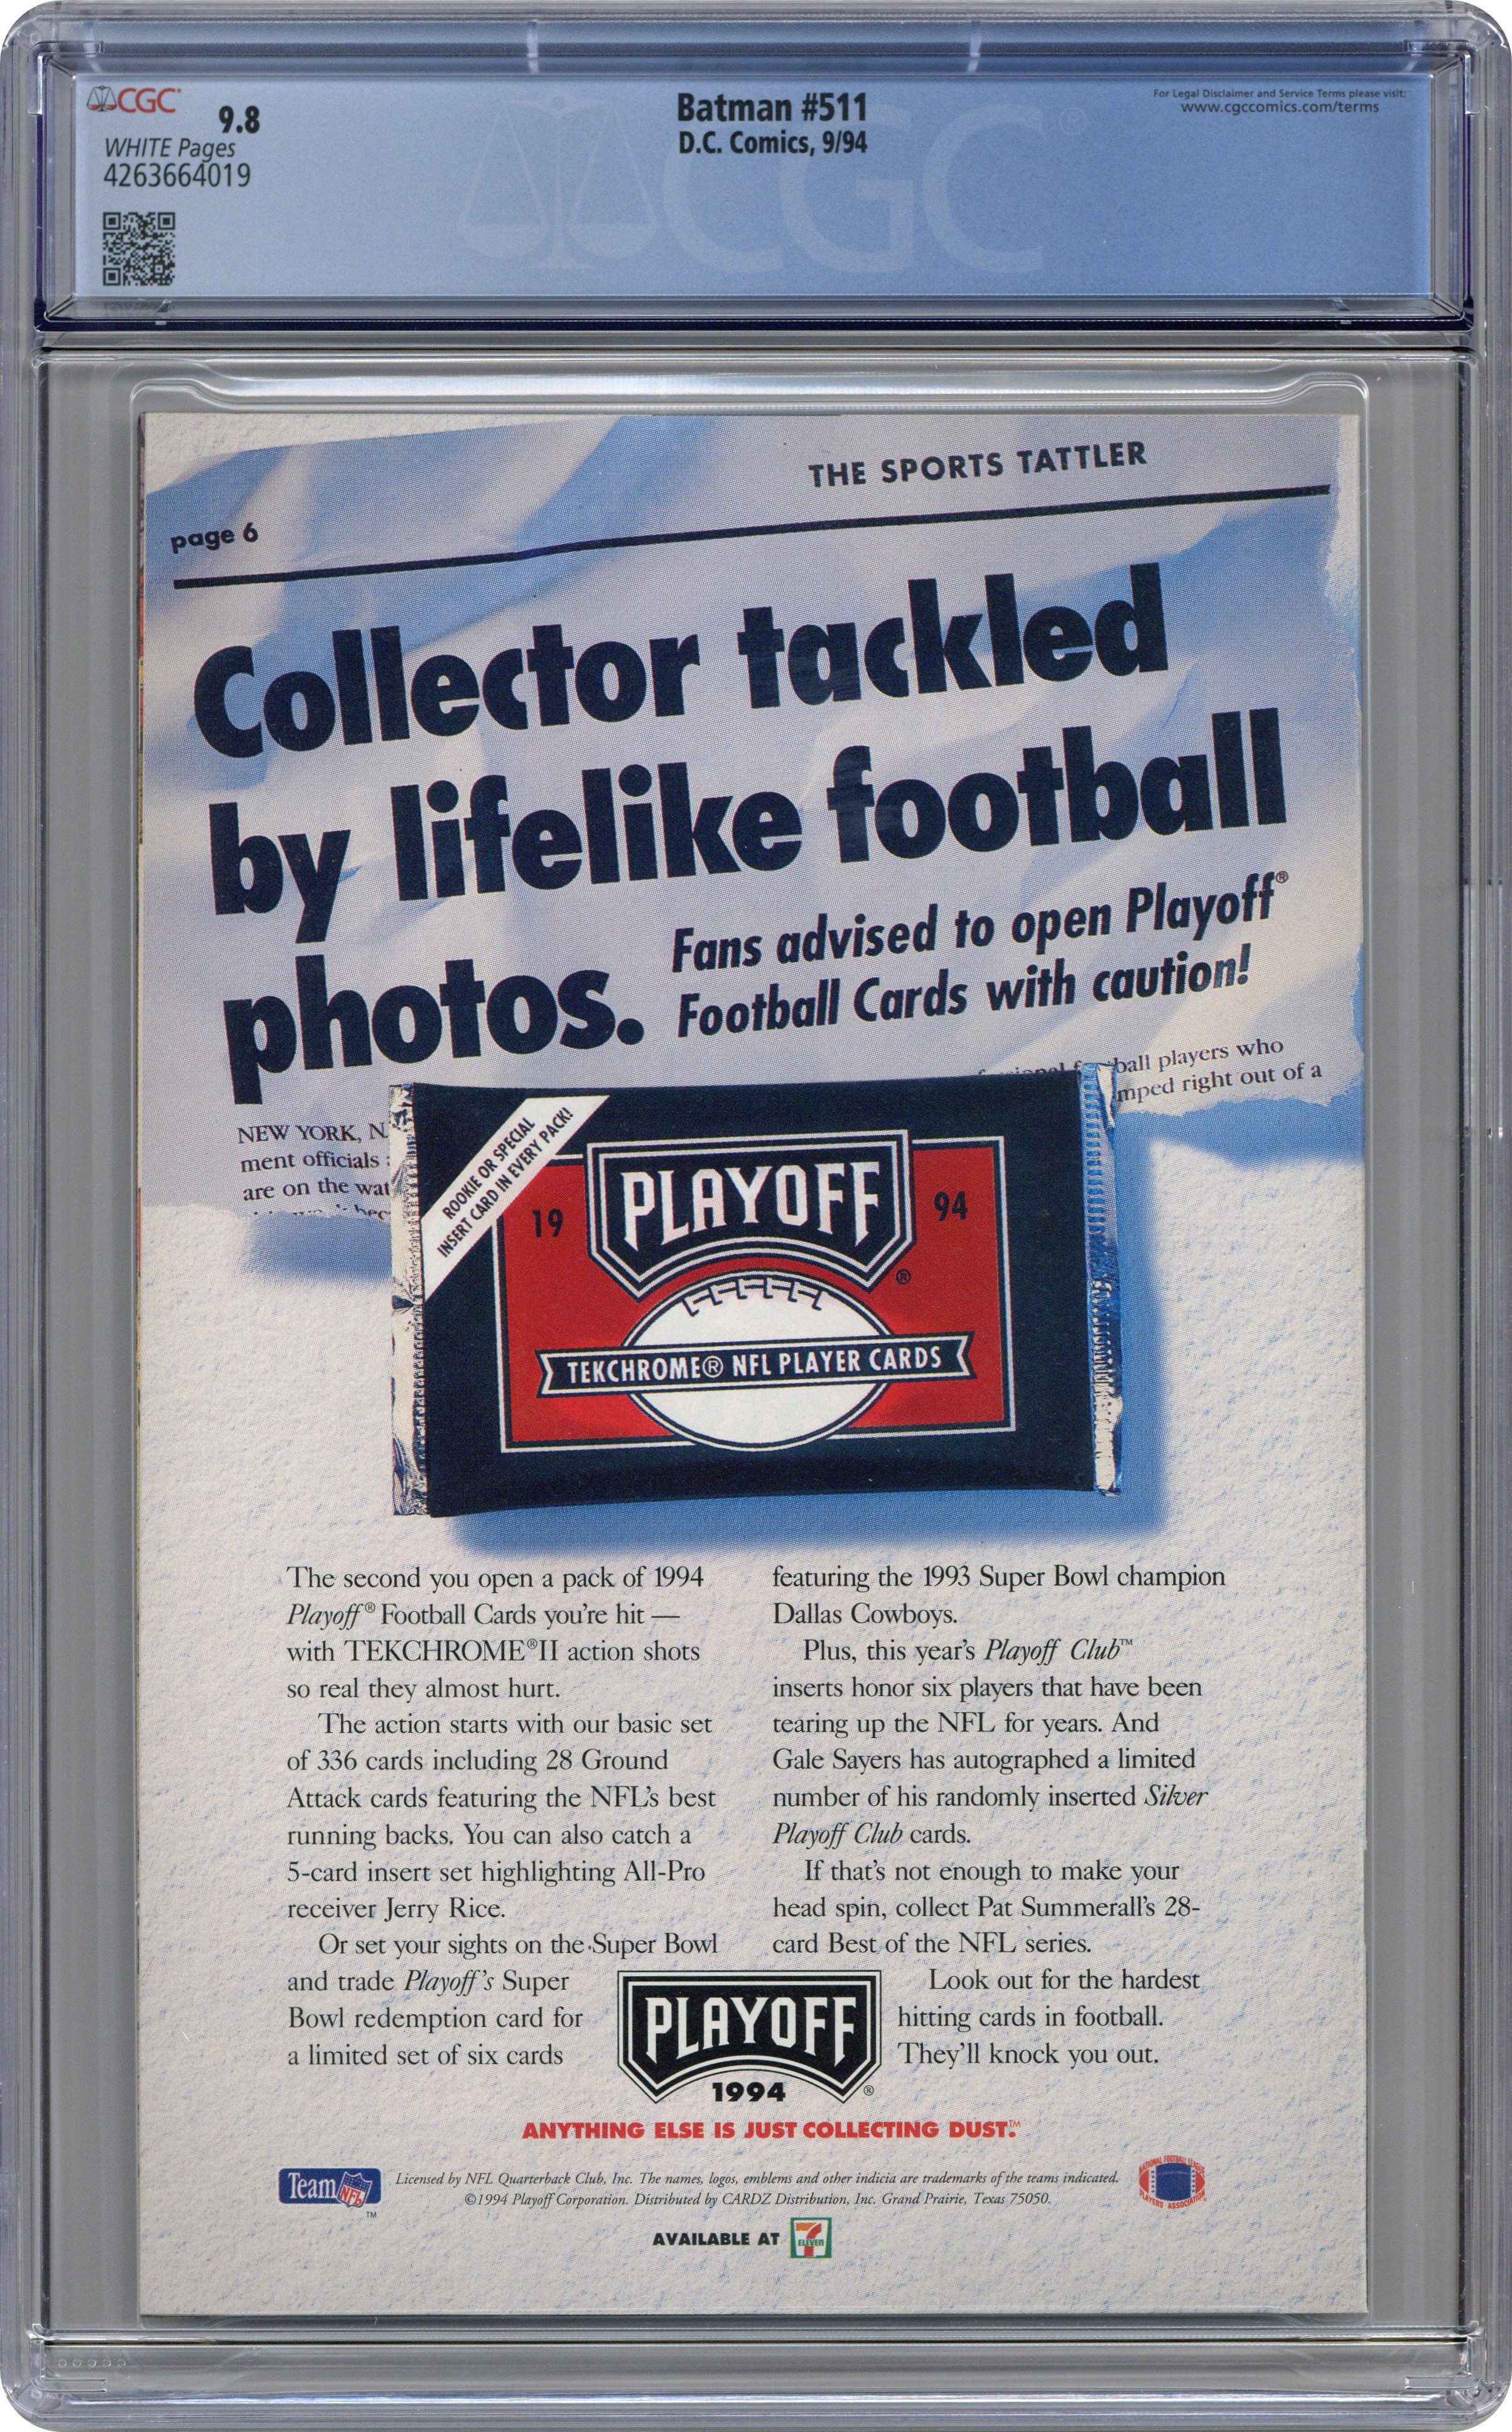 CGC
9.8
WHITE Pages
4263664019
Batman #511
D.C. Comics, 9/94
For Legal Disclaimer and Service Terms please visit:
www.cgccomics.com/terms
CGC®
THE SPORTS TATTLER
page 6
Collector tackled
by lifelike football
photos.
Fans advised to open Playoff®
Football Cards with caution!
ball players who
mped right out of a
NEW YORK, N.
ment officials
are on the wat
ROOKIE OR SPECIAL
INSERT CARD IN EVERY PACK!
19 PLAYOFF® 94
TEKCHROME® NFL PLAYER CARDS
The second you open a pack of 1994
Playoff® Football Cards you're hit —
with TEKCHROME®II action shots
so real they almost hurt.
The action starts with our basic set
of 336 cards including 28 Ground
Attack cards featuring the NFL's best
running backs. You can also catch a
5-card insert set highlighting All-Pro
receiver Jerry Rice.
Or set your sights on the Super Bowl
and trade Playoff's Super
Bowl redemption card for
a limited set of six cards
featuring the 1993 Super Bowl champion
Dallas Cowboys.
Plus, this year's Playoff Club™
inserts honor six players that have been
tearing up the NFL for years. And
Gale Sayers has autographed a limited
number of his randomly inserted Silver
Playoff Club cards.
If that's not enough to make your
head spin, collect Pat Summerall's 28-
card Best of the NFL series.
Look out for the hardest
hitting cards in football.
They'll knock you out.
PLAYOFF
1994 ®
ANYTHING ELSE IS JUST COLLECTING DUST.™
Team NFL ™
Licensed by NFL Quarterback Club, Inc. The names, logos, emblems and other indicia are trademarks of the teams indicated.
©1994 Playoff Corporation. Distributed by CARDZ Distribution, Inc. Grand Prairie, Texas 75050.
NATIONAL FOOTBALL LEAGUE
PLAYERS ASSOCIATION
AVAILABLE AT 7 ELEVEN